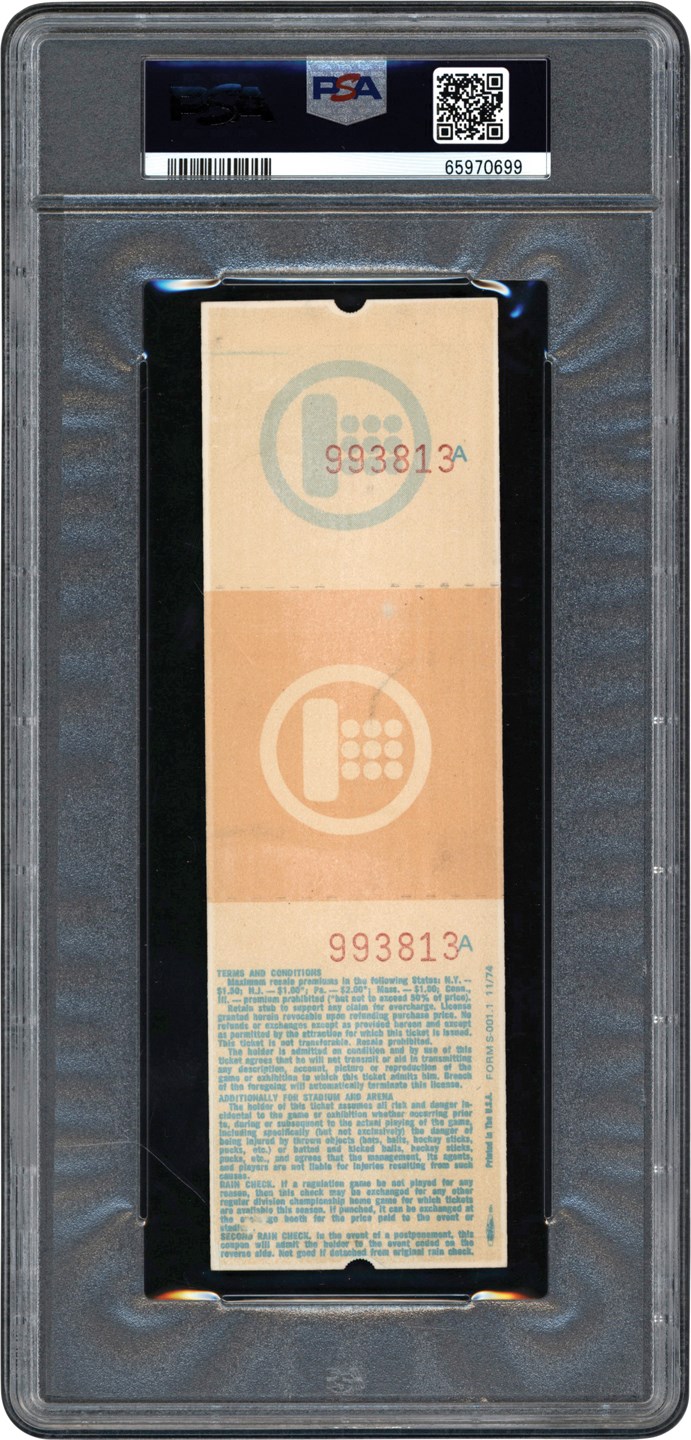 PSA
65970699
993813A
993813A
TERMS AND CONDITIONS
Maximum resale premiums in the following States: N.Y. -
$1.50; N.J. — $1.00*; Pa. — $2.00*; Mass. — $1.00; Conn.,
Ill. — premium prohibited (*but not to exceed 50% of price).
Retain stub to support any claim for overcharge. License
granted herein revocable upon refunding purchase price. No
refunds or exchanges except as provided hereon and except
as permitted by the attraction for which this ticket is issued.
This ticket is not transferable. Resale prohibited.
The holder is admitted on condition and by use of this
ticket agrees that he will not transmit or aid in transmitting
any description, account, picture or reproduction of the
game or exhibition to which this ticket admits him. Breach
of the foregoing will automatically terminate this license.
ADDITIONALLY FOR STADIUM AND ARENA
The holder of this ticket assumes all risk and danger in-
cidental to the game or exhibition whether occurring prior
to, during or subsequent to the actual playing of the game,
including specifically (but not exclusively) the danger of
being injured by thrown objects (bats, balls, hockey sticks,
pucks, etc.) or batted and kicked balls, hockey sticks,
pucks, etc., and agrees that the management, its agents
and players are not liable for injuries resulting from such
causes.
RAIN CHECK. If a regulation game be not played for any
reason, then this check may be exchanged for any other
regular division championship home game for which tickets
are available this season. If punched, it can be exchanged at
the booth for the price paid to the event or
SECOND RAIN CHECK. In the event of a postponement, this
coupon will admit the holder to the event ended on the
reverse side. Not good if detached from original rain check.
Printed in The U.S.A. FORM S-001.1 11/74
PSA